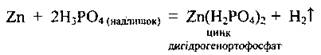 Zn + 2H₃PO₄ (надлишок) = Zn(H₂PO₄)₂ + H₂↑
цинк
дигідрогенортофосфат